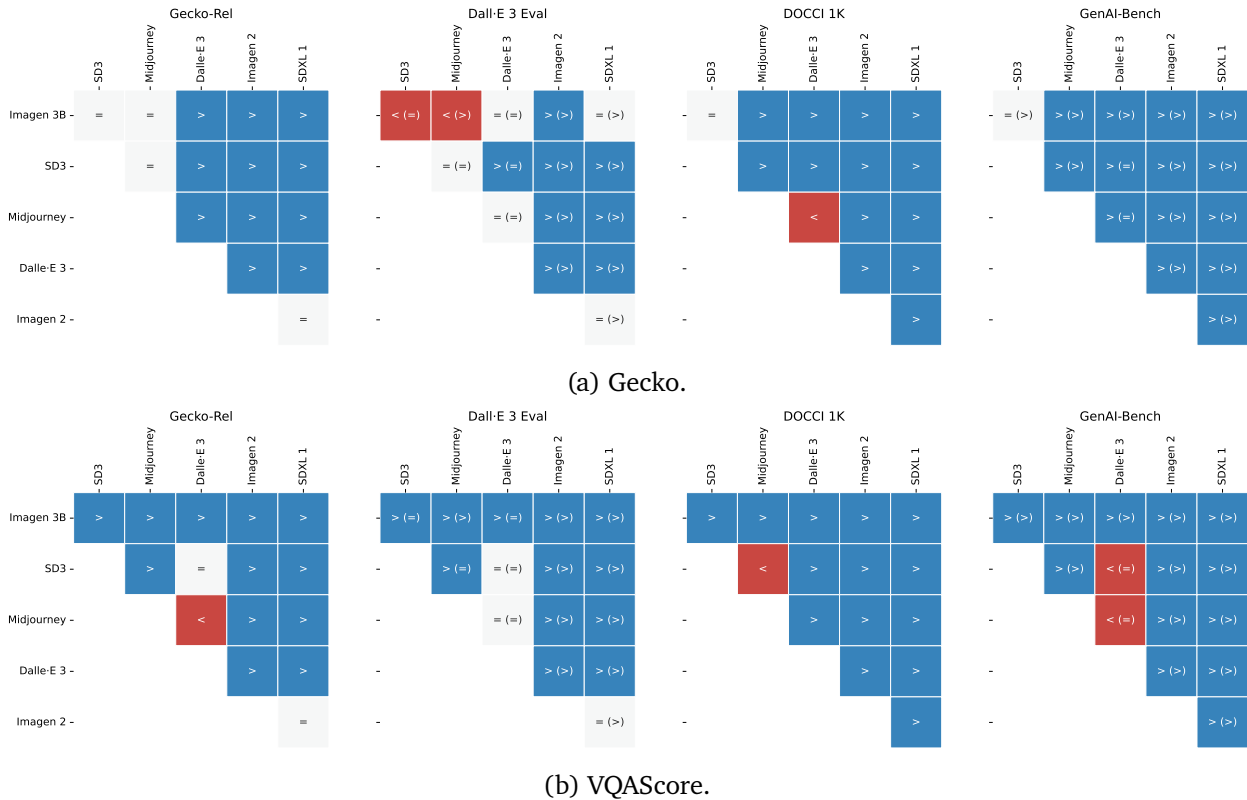 Gecko-Rel Dall·E 3 Eval DOCCI 1K GenAI-Bench
SD3 Midjourney Dalle·E 3 Imagen 2 SDXL 1 SD3 Midjourney Dalle·E 3 Imagen 2 SDXL 1 SD3 Midjourney Dalle·E 3 Imagen 2 SDXL 1 SD3 Midjourney Dalle·E 3 Imagen 2 SDXL 1
Imagen 3B = = > > > < (=) < (>) = (=) > (>) = (>) = > > > > = (>) > (>) > (>) > (>) > (>)
SD3 = > > > = (=) > (=) > (>) > (>) > > > > > (>) > (=) > (>) > (>)
Midjourney > > > = (=) > (>) > (>) < > > > (=) > (>) > (>)
Dalle·E 3 > > > (>) > (>) > > > (>) > (>)
Imagen 2 = = (>) > > (>)
(a) Gecko.
Gecko-Rel Dall·E 3 Eval DOCCI 1K GenAI-Bench
SD3 Midjourney Dalle·E 3 Imagen 2 SDXL 1 SD3 Midjourney Dalle·E 3 Imagen 2 SDXL 1 SD3 Midjourney Dalle·E 3 Imagen 2 SDXL 1 SD3 Midjourney Dalle·E 3 Imagen 2 SDXL 1
Imagen 3B > > > > > > (=) > (>) > (=) > (>) > (>) > > > > > > (>) > (>) > (>) > (>) > (>)
SD3 > = > > > (=) = (=) > (>) > (>) < > > > > (>) < (=) > (>) > (>)
Midjourney < > > = (=) > (>) > (>) > > > < (=) > (>) > (>)
Dalle·E 3 > > > (>) > (>) > > > (>) > (>)
Imagen 2 = = (>) > > (>)
(b) VQAScore.